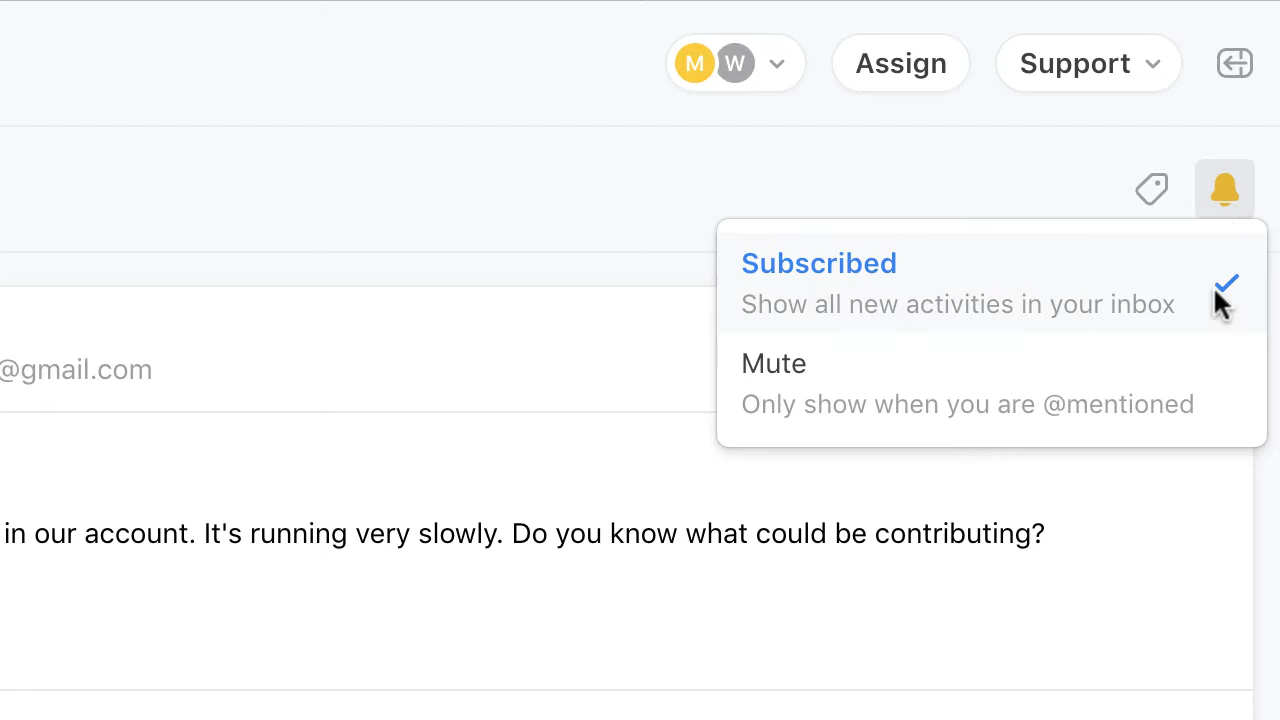 M W Assign Support
Subscribed
Show all new activities in your inbox
@gmail.com
Mute
Only show when you are @mentioned
in our account. It's running very slowly. Do you know what could be contributing?